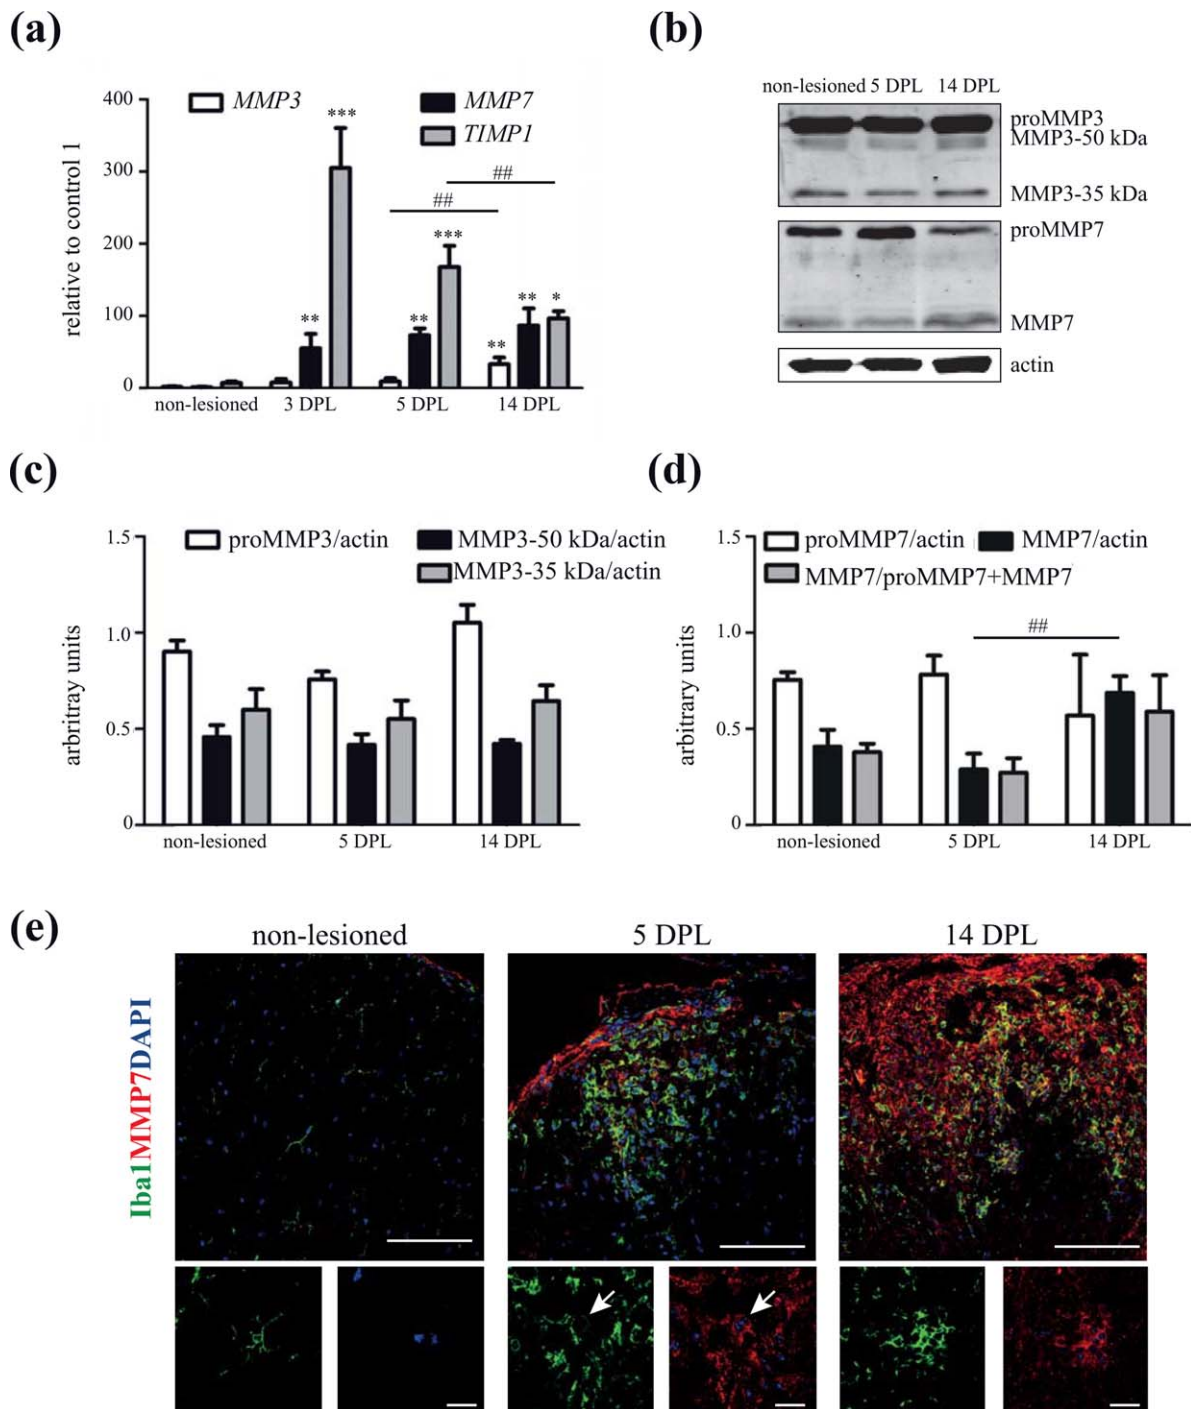 (a)
400
300
200
100
0
relative to control 1
MMP3
MMP7
TIMP1
***
##
##
***
**
**
**
**
*
non-lesioned 3 DPL 5 DPL 14 DPL
(b)
non-lesioned 5 DPL 14 DPL
proMMP3
MMP3-50 kDa
MMP3-35 kDa
proMMP7
MMP7
actin
(c)
1.5
1.0
0.5
0
arbritray units
proMMP3/actin
MMP3-50 kDa/actin
MMP3-35 kDa/actin
non-lesioned 5 DPL 14 DPL
(d)
1.5
1.0
0.5
0
arbitrary units
proMMP7/actin
MMP7/actin
MMP7/proMMP7+MMP7
##
non-lesioned 5 DPL 14 DPL
(e)
non-lesioned 5 DPL 14 DPL
Iba1MMP7DAPI